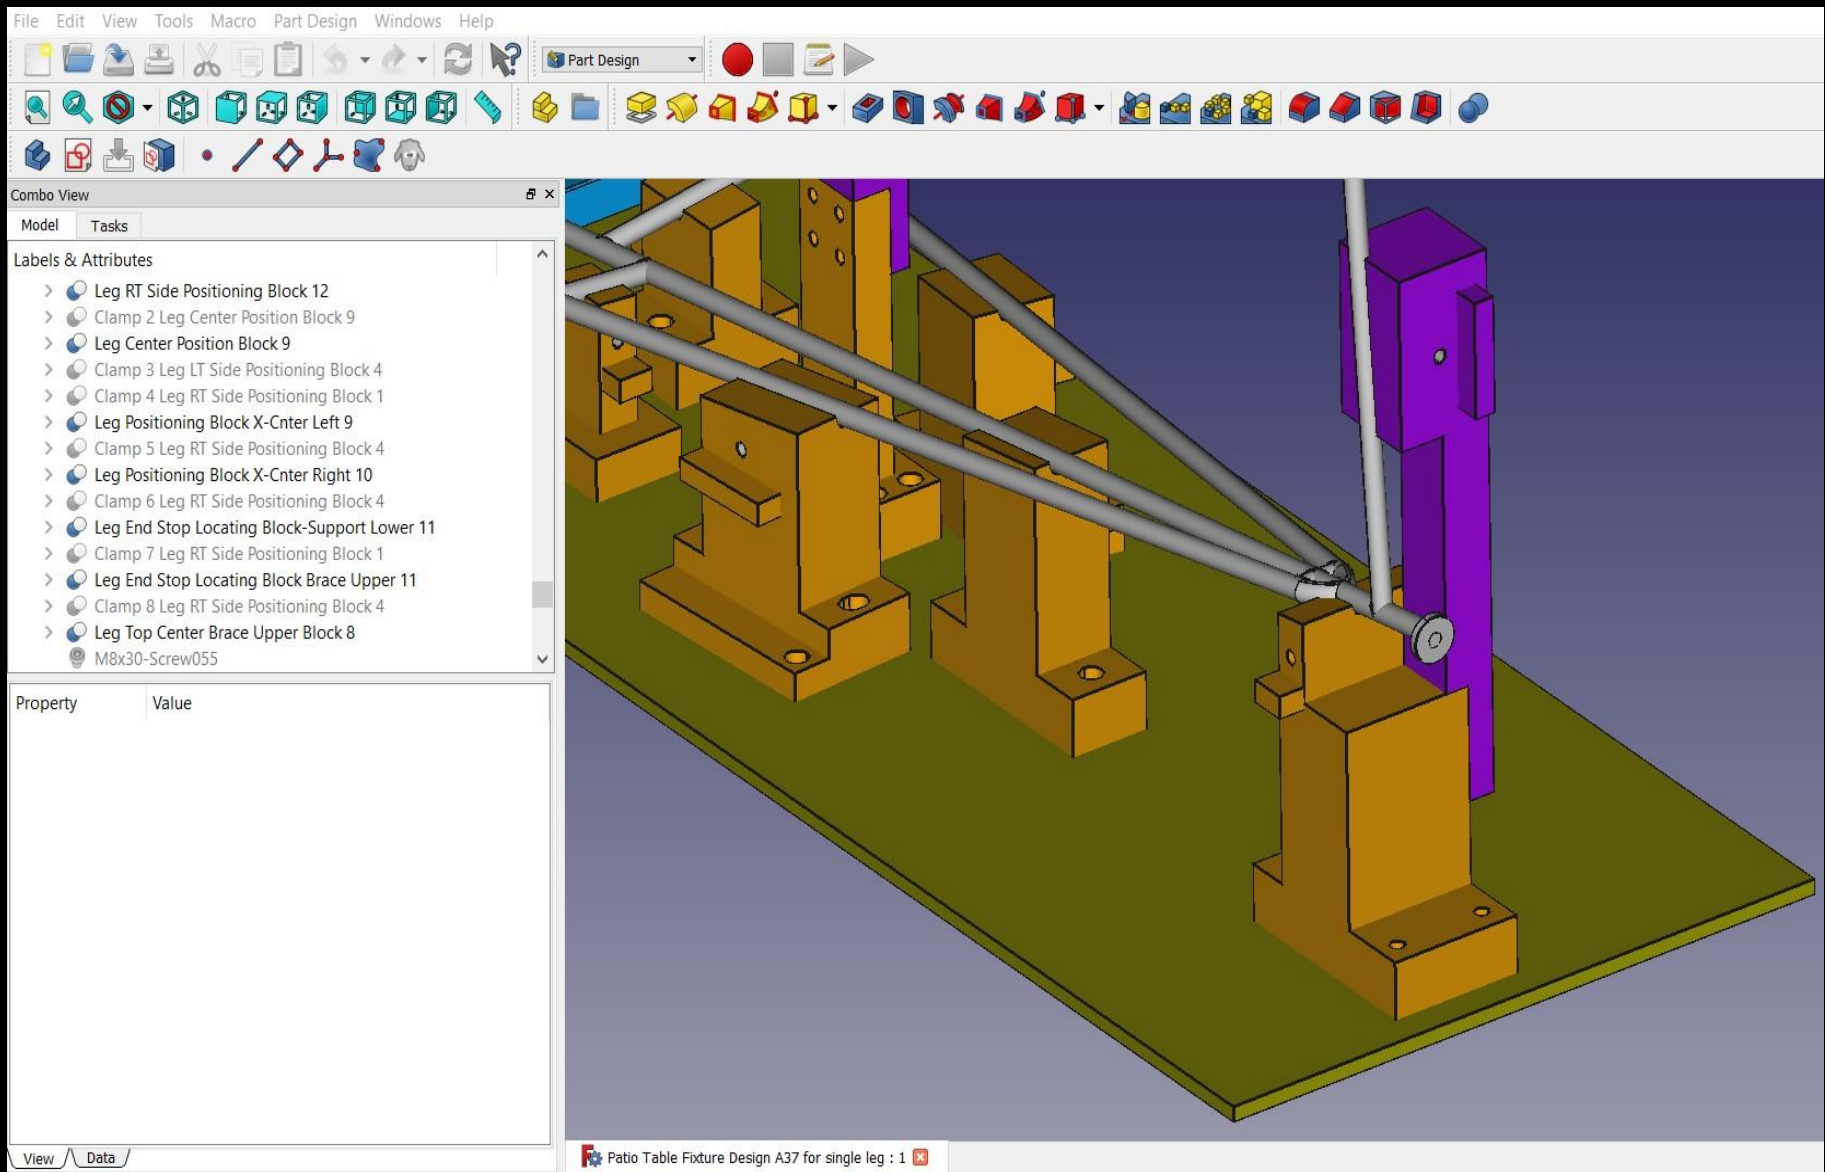 File Edit View Tools Macro Part Design Windows Help
Part Design
Combo View
Model Tasks
Labels & Attributes
Leg RT Side Positioning Block 12
Clamp 2 Leg Center Position Block 9
Leg Center Position Block 9
Clamp 3 Leg LT Side Positioning Block 4
Clamp 4 Leg RT Side Positioning Block 1
Leg Positioning Block X-Cnter Left 9
Clamp 5 Leg RT Side Positioning Block 4
Leg Positioning Block X-Cnter Right 10
Clamp 6 Leg RT Side Positioning Block 4
Leg End Stop Locating Block-Support Lower 11
Clamp 7 Leg RT Side Positioning Block 1
Leg End Stop Locating Block Brace Upper 11
Clamp 8 Leg RT Side Positioning Block 4
Leg Top Center Brace Upper Block 8
M8x30-Screw055
Property Value
View Data
Patio Table Fixture Design A37 for single leg : 1